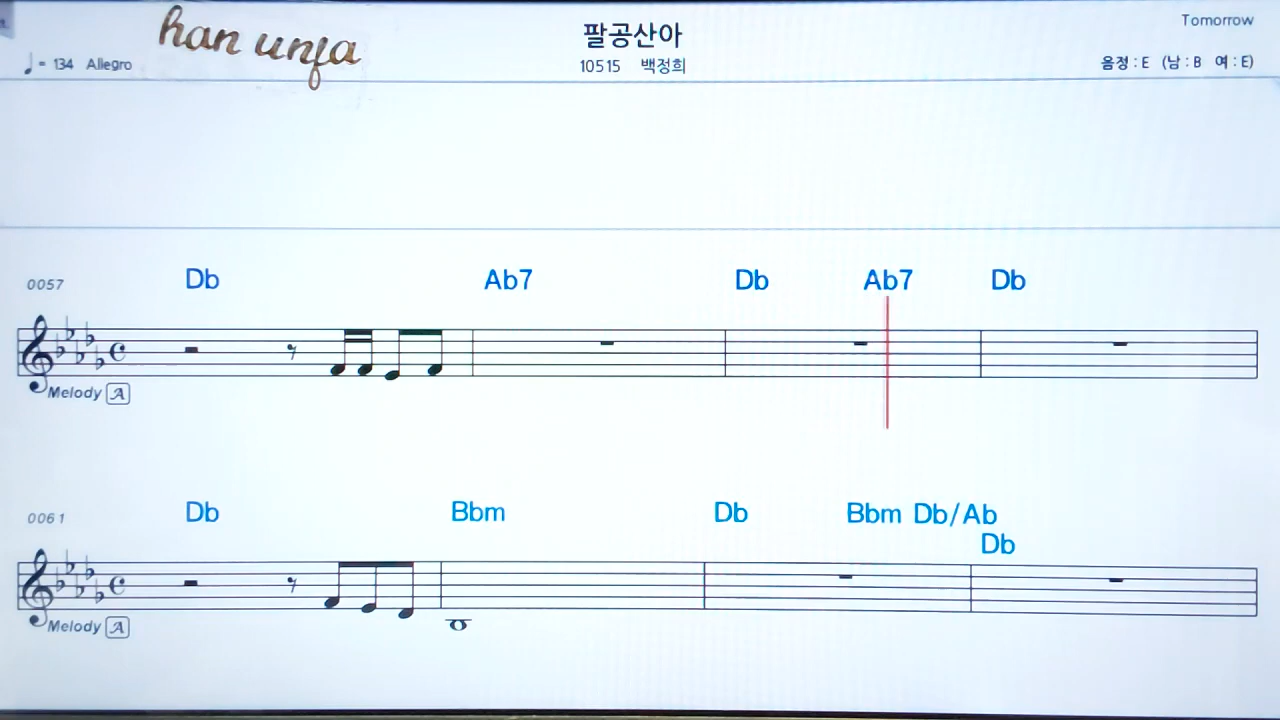 han unja
팔공산아
Tomorrow
♩= 134 Allegro
10515 백정희
음정 : E (남 : B 여 : E)
0057 Db Ab7 Db Ab7 Db
Melody A
0061 Db Bbm Db Bbm Db/Ab
Db
Melody A